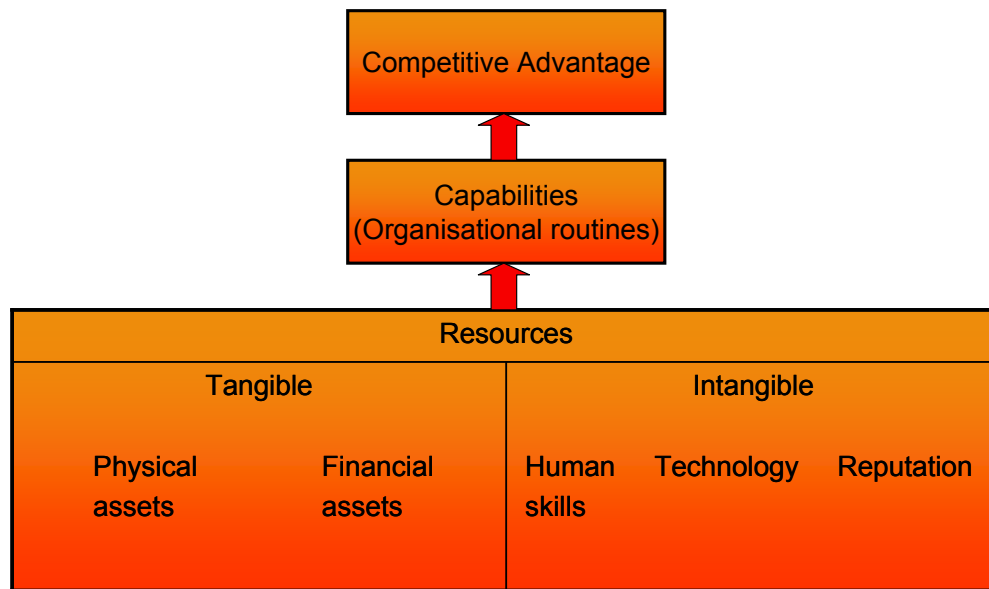 Competitive Advantage
Capabilities
(Organisational routines)
Resources
Tangible
Intangible
Physical
assets
Financial
assets
Human
skills
Technology
Reputation